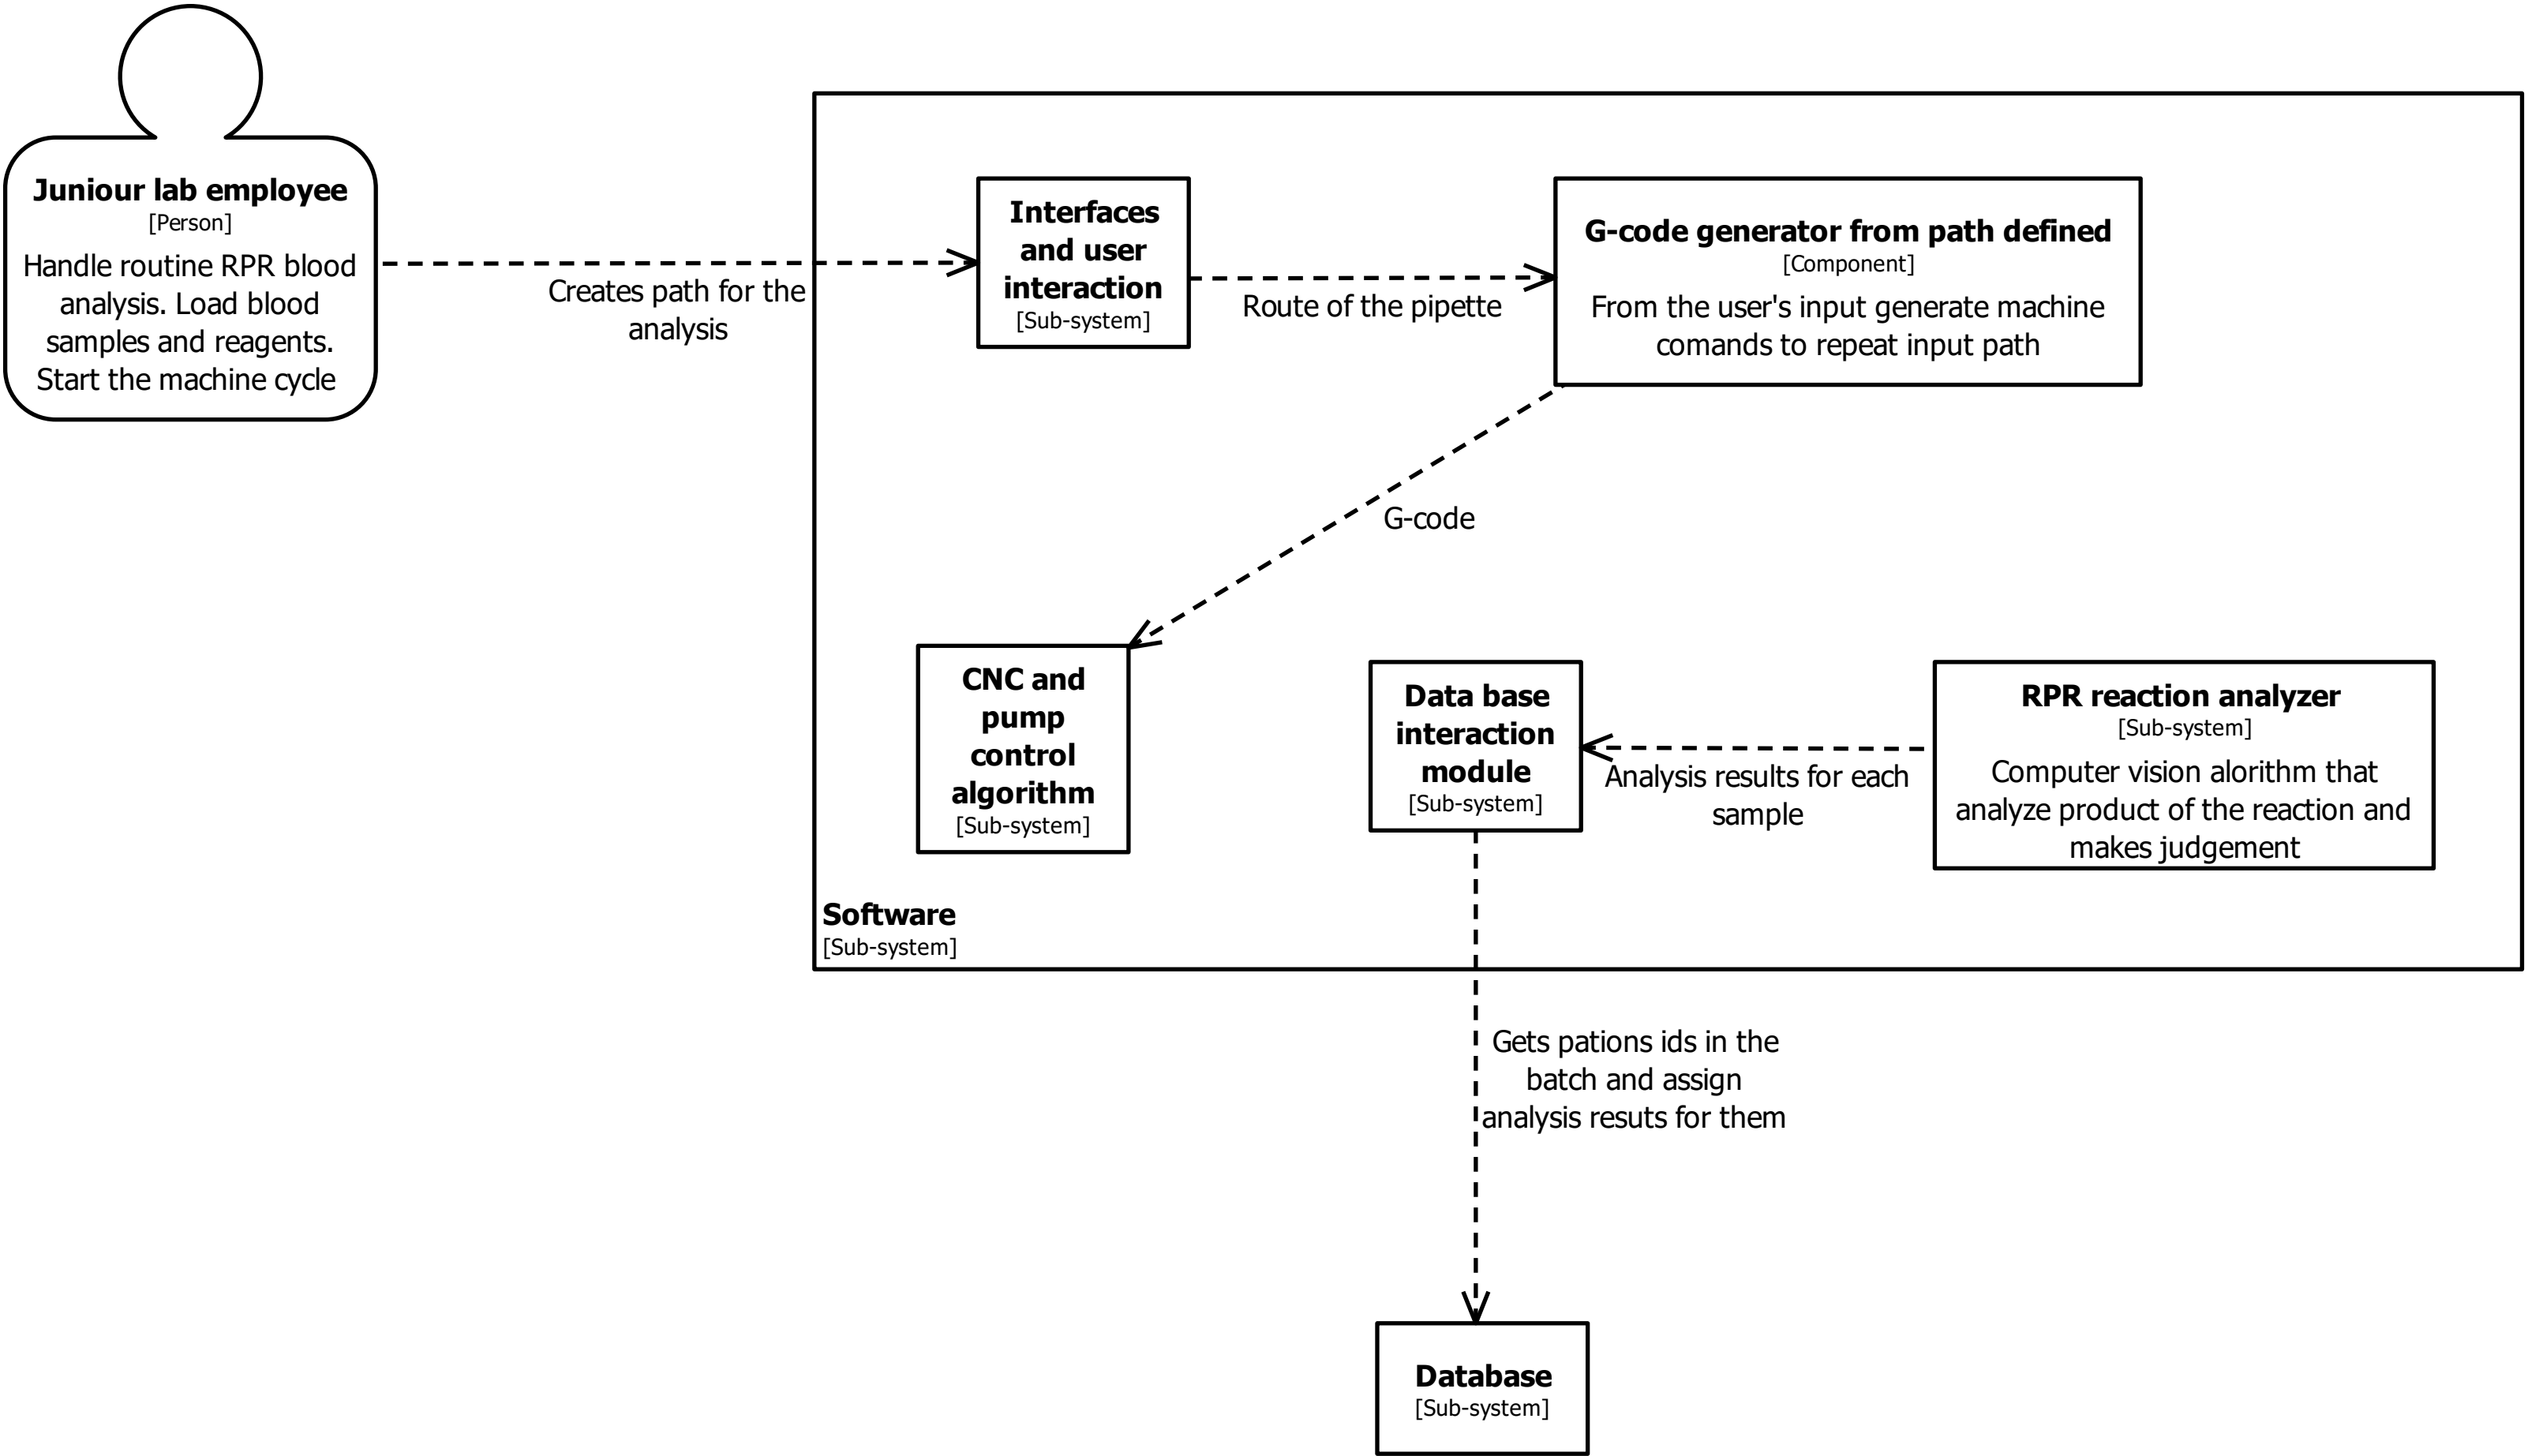 Juniour lab employee
[Person]
Handle routine RPR blood
analysis. Load blood
samples and reagents.
Start the machine cycle
Creates path for the
analysis
Interfaces
and user
interaction
[Sub-system]
Route of the pipette
G-code generator from path defined
[Component]
From the user's input generate machine
comands to repeat input path
G-code
CNC and
pump
control
algorithm
[Sub-system]
Data base
interaction
module
[Sub-system]
Analysis results for each
sample
RPR reaction analyzer
[Sub-system]
Computer vision alorithm that
analyze product of the reaction and
makes judgement
Software
[Sub-system]
Gets pations ids in the
batch and assign
analysis resuts for them
Database
[Sub-system]